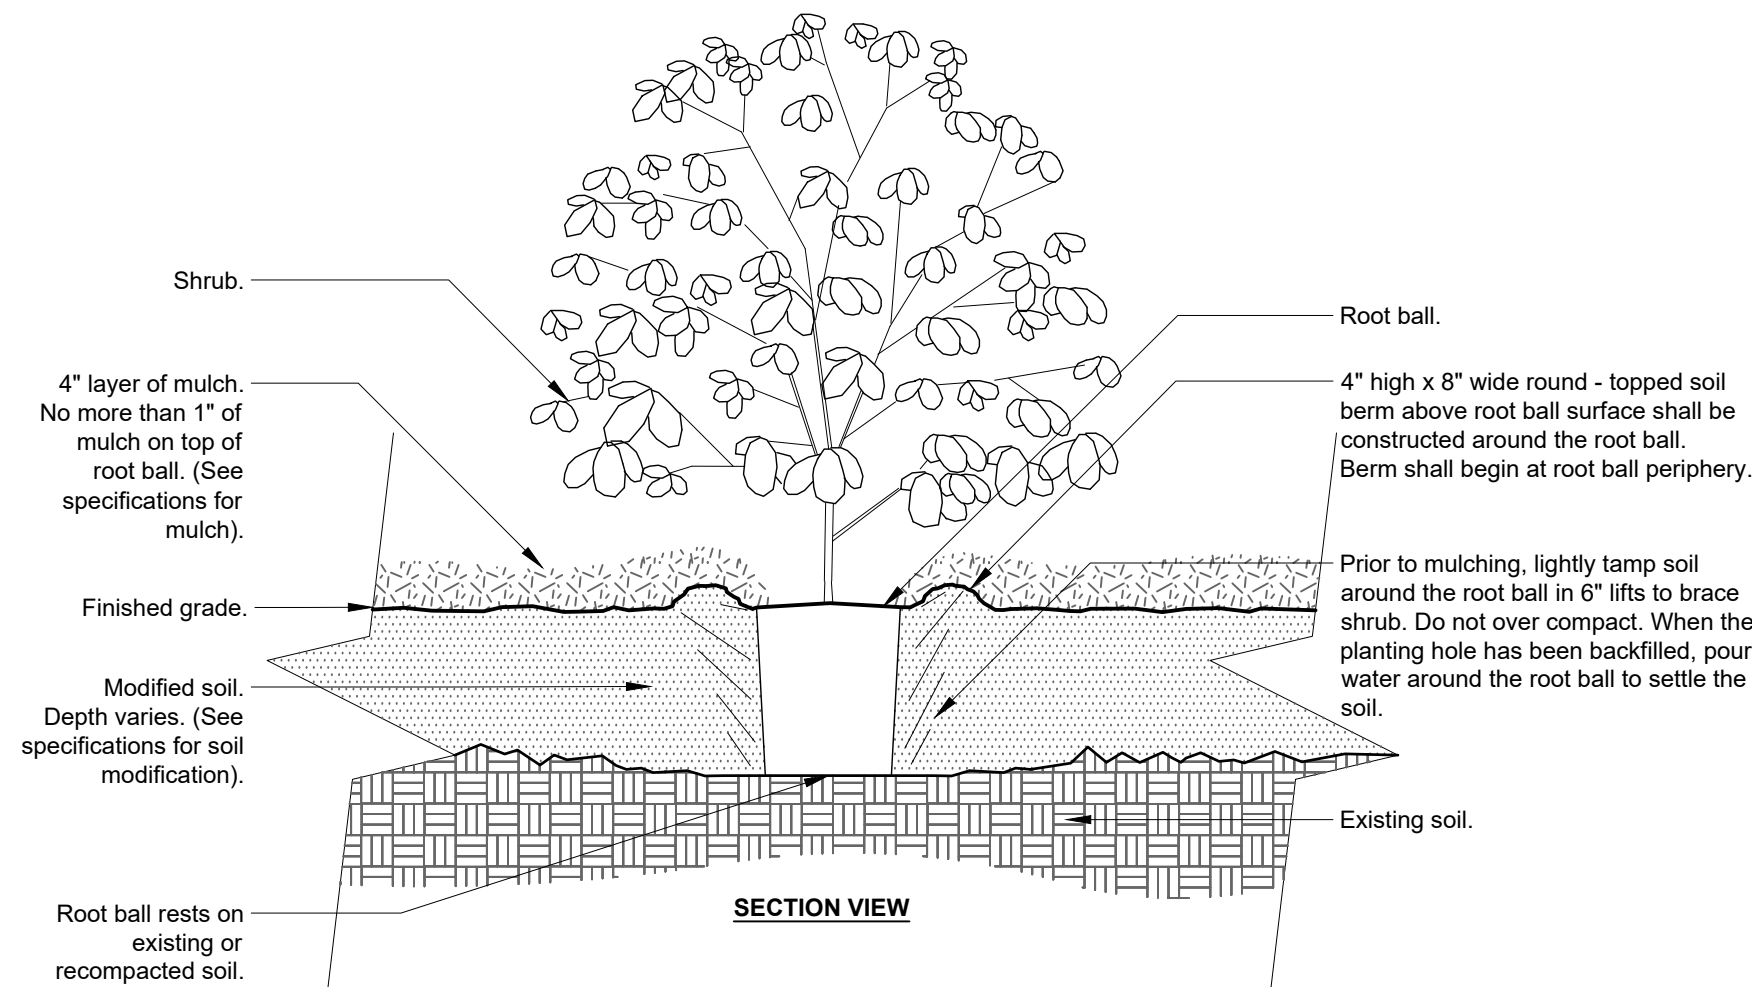 Shrub.
4" layer of mulch.
No more than 1" of
mulch on top of
root ball. (See
specifications for
mulch).
Finished grade.
Modified soil.
Depth varies. (See
specifications for soil
modification).
Root ball rests on
existing or
recompacted soil.
Root ball.
4" high x 8" wide round - topped soil
berm above root ball surface shall be
constructed around the root ball.
Berm shall begin at root ball periphery.
Prior to mulching, lightly tamp soil
around the root ball in 6" lifts to brace
shrub. Do not over compact. When the
planting hole has been backfilled, pour
water around the root ball to settle the
soil.
Existing soil.
SECTION VIEW